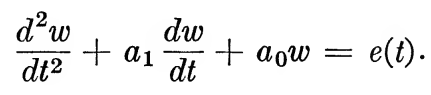 d²w/dt² + a₁ dw/dt + a₀w = e(t).